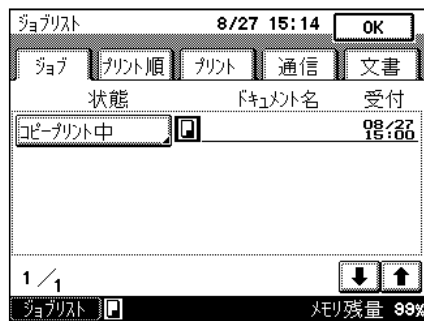 ジョブリスト 8/27 15:14 OK
ジョブ プリント順 プリント 通信 文書
状態 ドキュメント名 受付
コピープリント中 08/27
15:00
1/1
ジョブリスト メモリ残量 99%